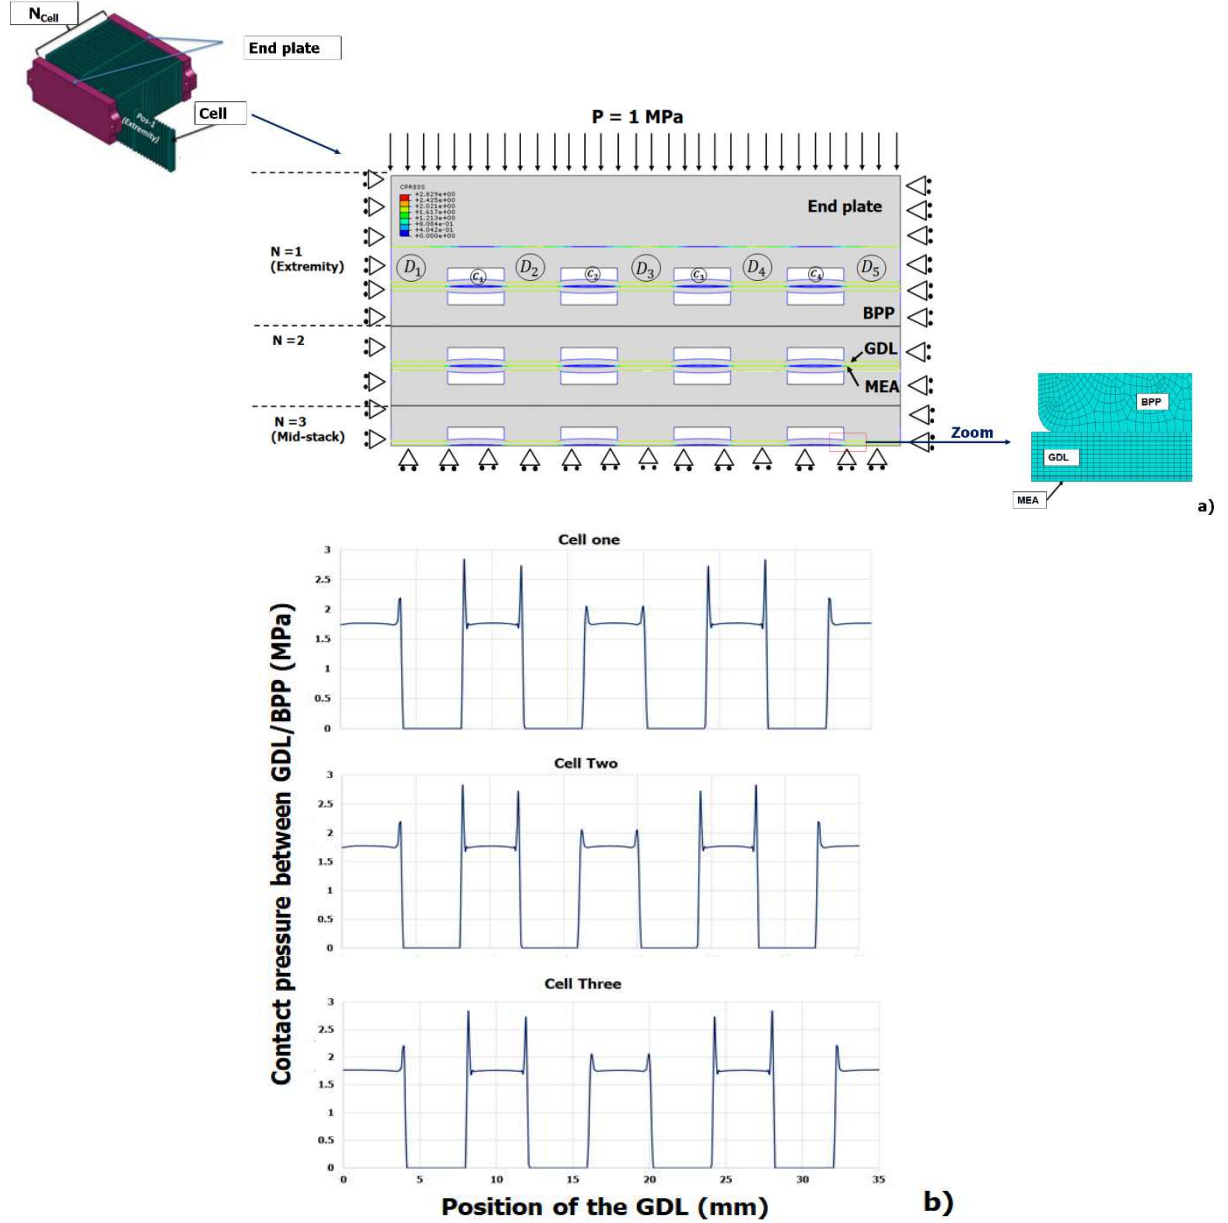 N_Cell
End plate
Cell
Pos-1
(Extremity)
P = 1 MPa
CPRESS
+2.829e+00
+2.425e+00
+2.021e+00
+1.617e+00
+1.213e+00
+8.084e-01
+4.042e-01
+0.000e+00
End plate
N =1
(Extremity)
D1 C1 D2 C2 D3 C3 D4 C4 D5
BPP
N =2
GDL
MEA
N =3
(Mid-stack)
Zoom
BPP
GDL
MEA
a)
Cell one
3
2.5
2
1.5
1
0.5
0
Cell Two
3
2.5
2
1.5
1
0.5
0
Cell Three
3
2.5
2
1.5
1
0.5
0
0 5 10 15 20 25 30 35
Contact pressure between GDL/BPP (MPa)
Position of the GDL (mm)
b)